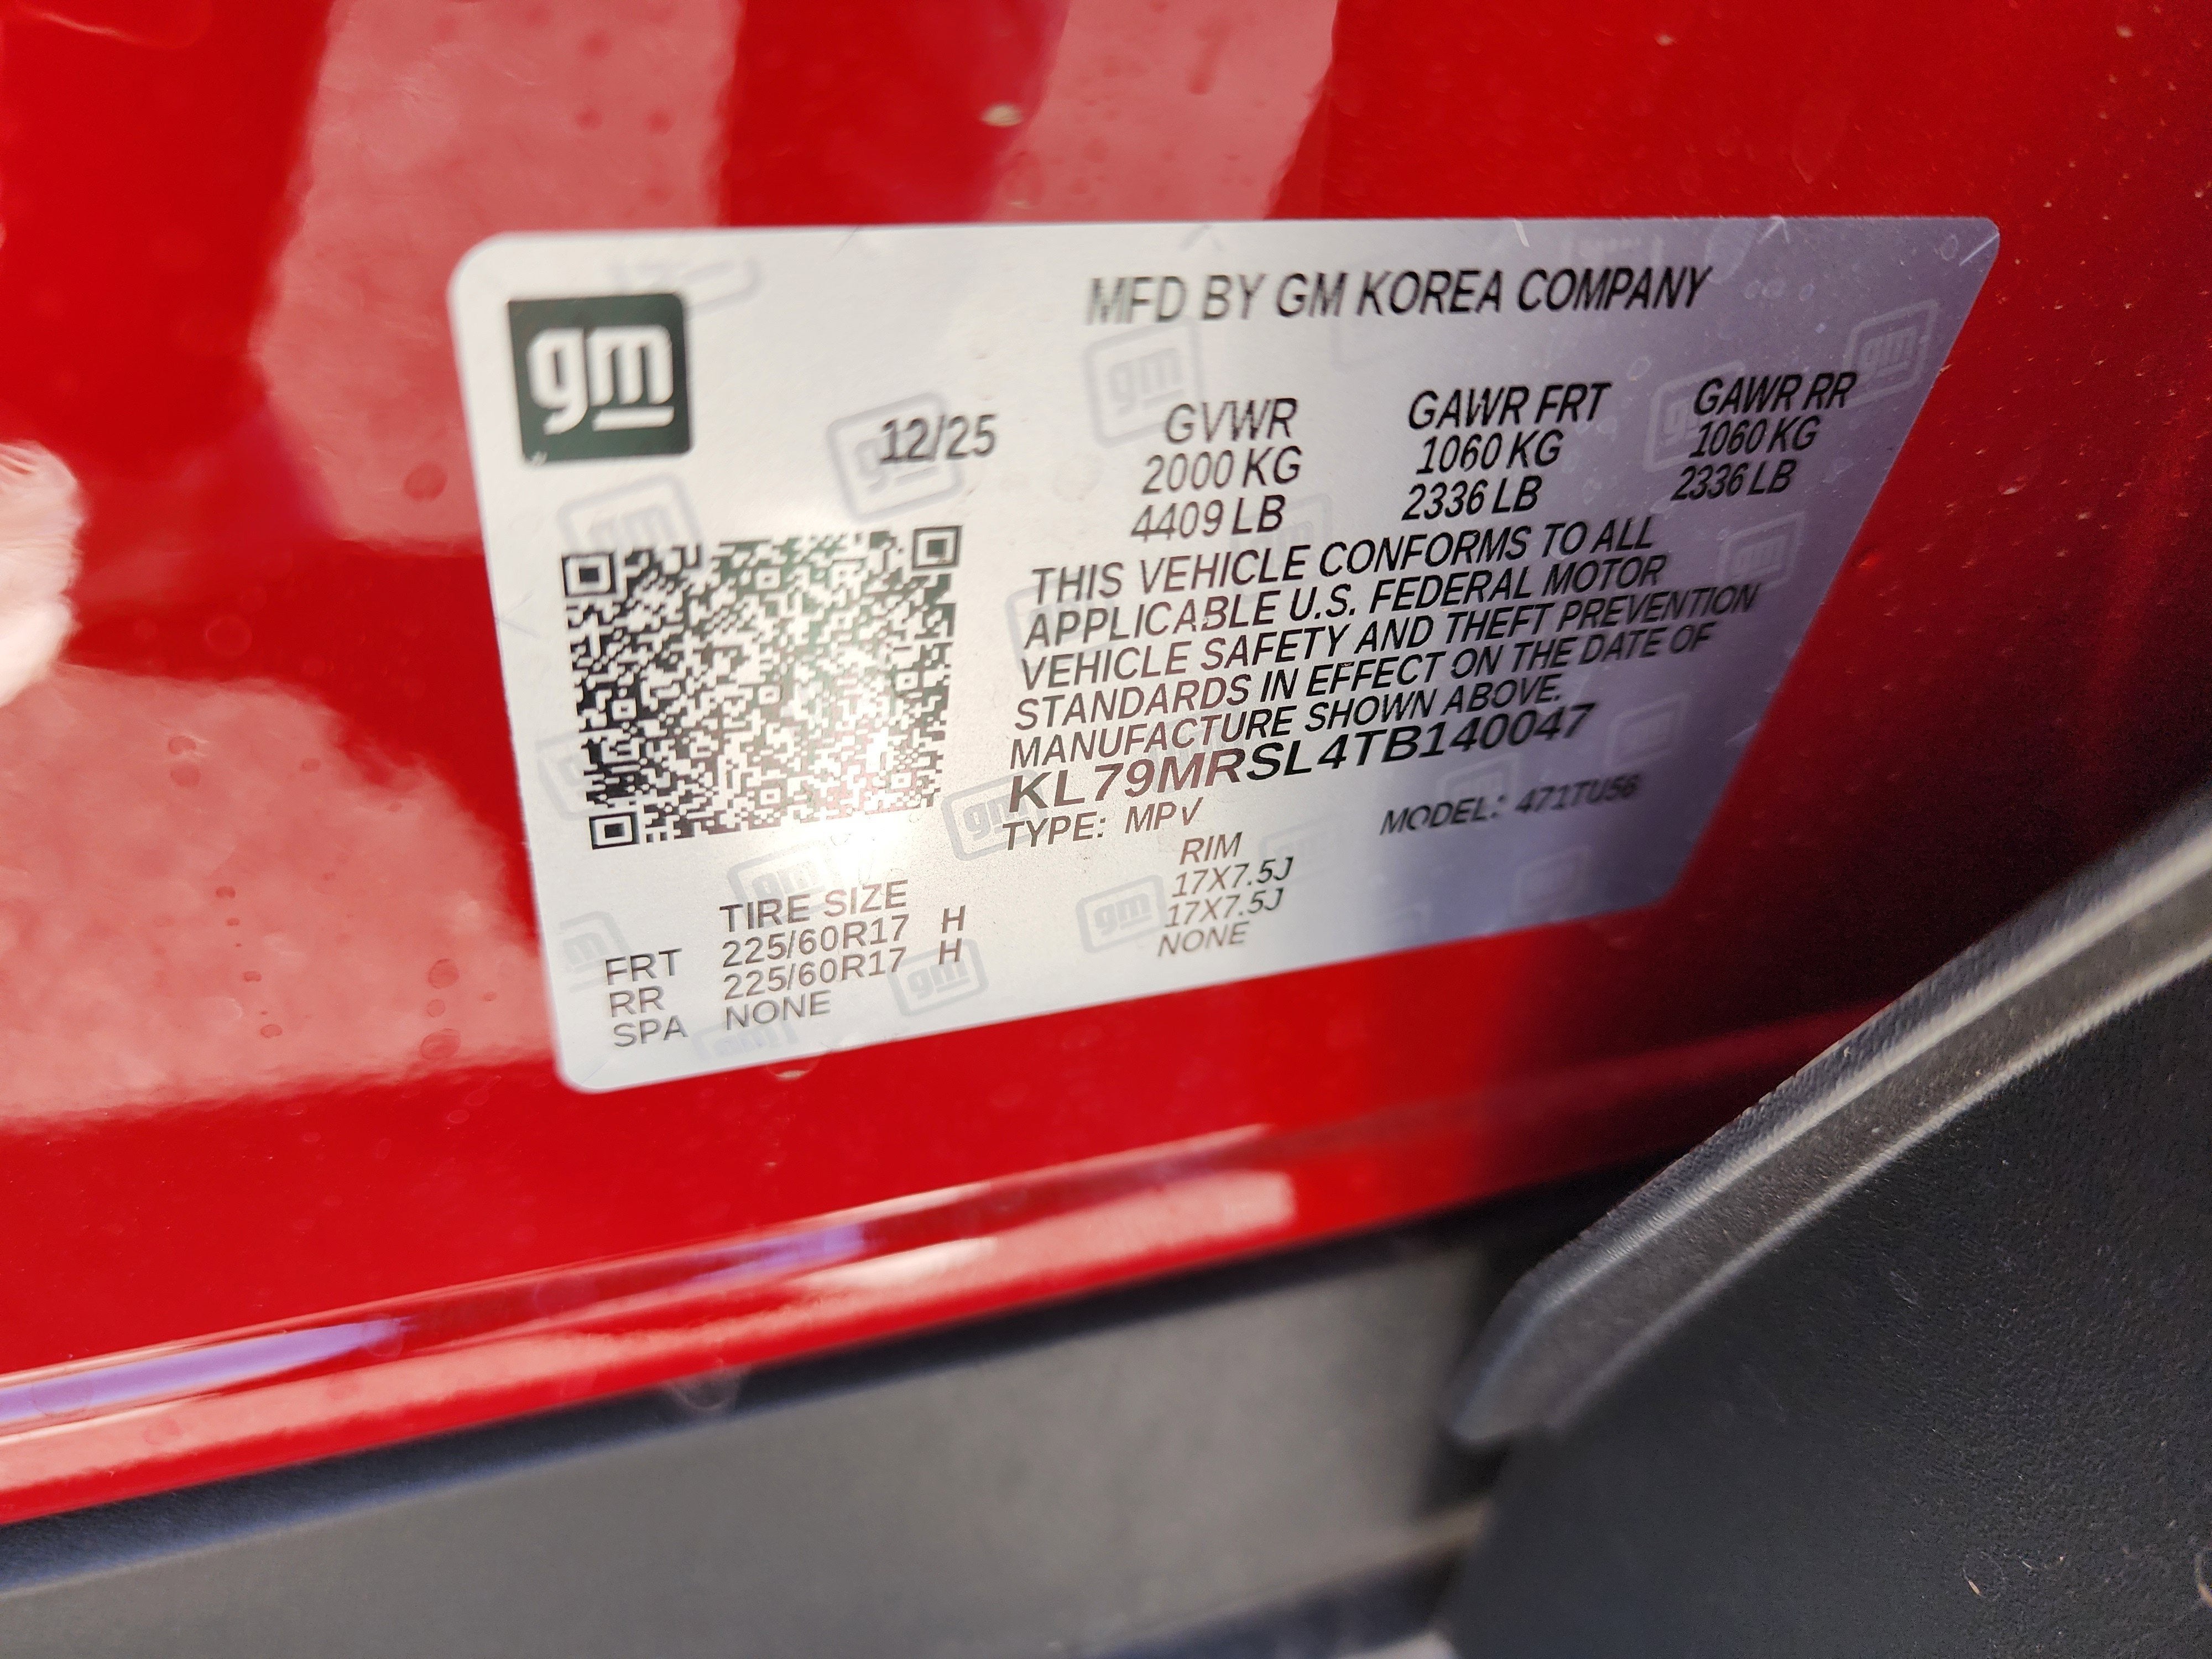 gm
MFD BY GM KOREA COMPANY
12/25
GVWR GAWR FRT GAWR RR
2000 KG 1060 KG 1060 KG
4409 LB 2336 LB 2336 LB
THIS VEHICLE CONFORMS TO ALL
APPLICABLE U.S. FEDERAL MOTOR
VEHICLE SAFETY AND THEFT PREVENTION
STANDARDS IN EFFECT ON THE DATE OF
MANUFACTURE SHOWN ABOVE.
KL79MRSL4TB140047
TYPE: MPV MODEL: 471TU56
TIRE SIZE RIM
FRT 225/60R17 H 17X7.5J
RR 225/60R17 H 17X7.5J
SPA NONE NONE